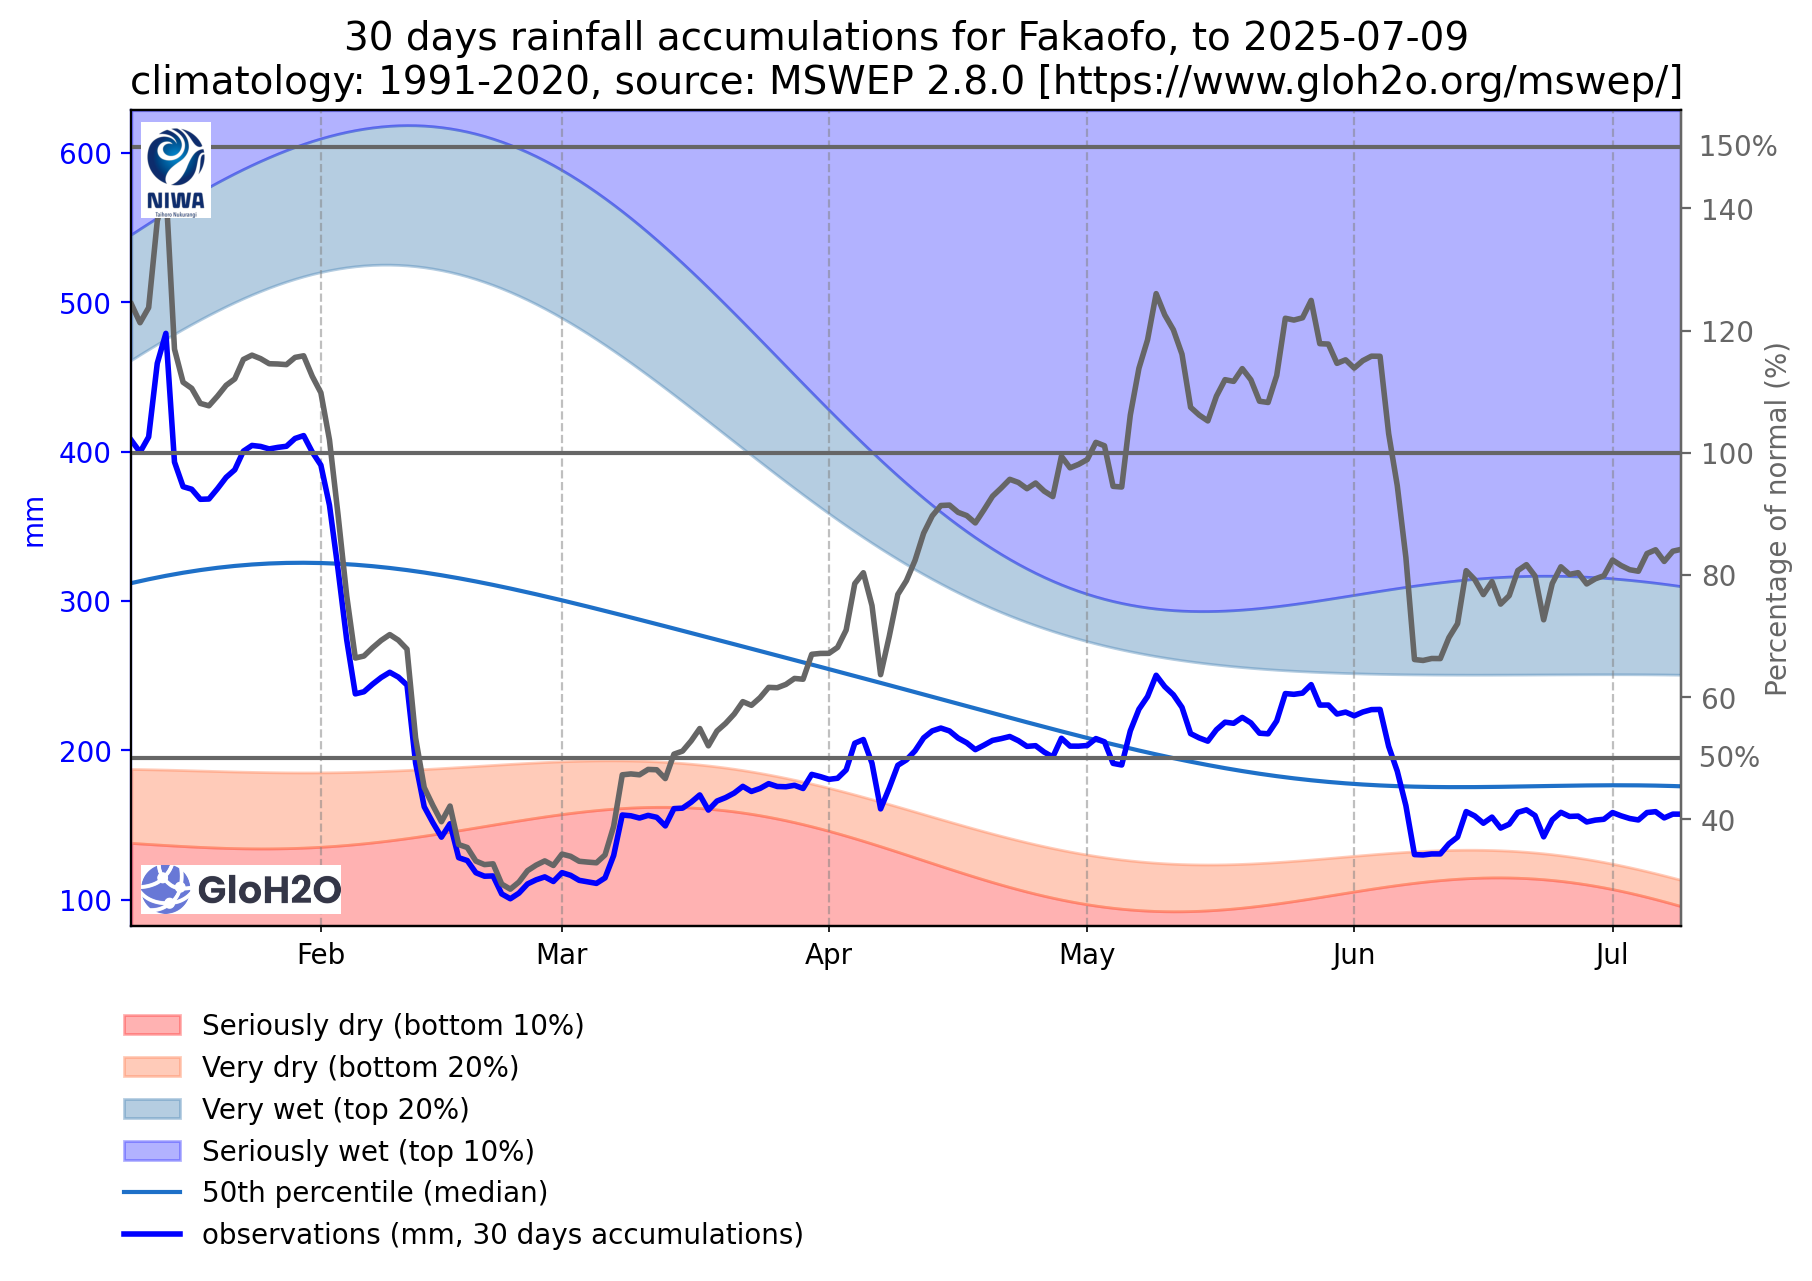 30 days rainfall accumulations for Fakaofo, to 2025-07-09
climatology: 1991-2020, source: MSWEP 2.8.0 [https://www.gloh2o.org/mswep/]
600
500
400
300
200
100
mm
150%
140
120
100
80
60
50%
40
Percentage of normal (%)
NIWA
Taihoro Nukurangi
GloH2O
Feb
Mar
Apr
May
Jun
Jul
Seriously dry (bottom 10%)
Very dry (bottom 20%)
Very wet (top 20%)
Seriously wet (top 10%)
50th percentile (median)
observations (mm, 30 days accumulations)